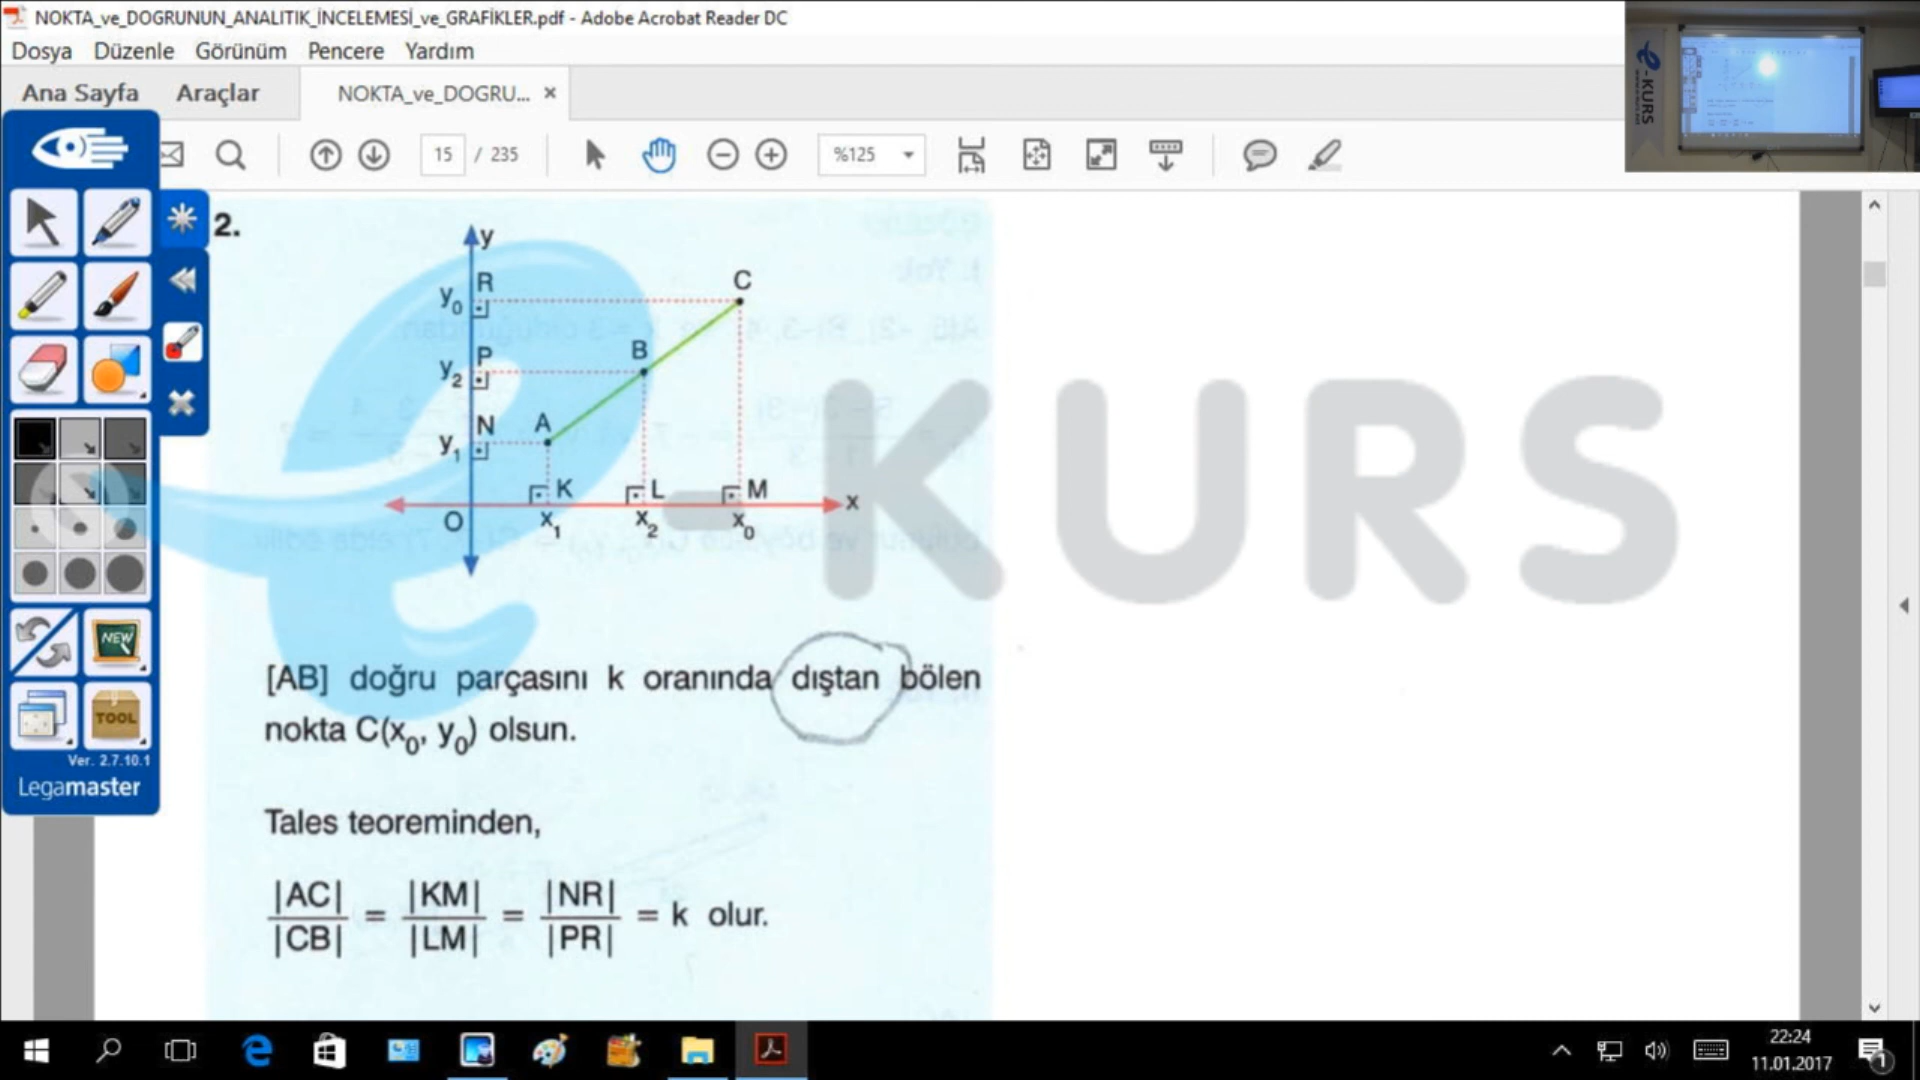 NOKTA_ve_DOGRUNUN_ANALITIK_İNCELEMESİ_ve_GRAFİKLER.pdf - Adobe Acrobat Reader DC
Dosya Düzenle Görünüm Pencere Yardım
Ana Sayfa Araçlar NOKTA_ve_DOGRU... ×
15 / 235 %125
e-KURS
2.
y
R
C
y₀
P
B
y₂
N
A
y₁
K L M
x
O x₁ x₂ x₀
e-KURS
[AB] doğru parçasını k oranında dıştan bölen
nokta C(x₀, y₀) olsun.
Tales teoreminden,
|AC|/|CB| = |KM|/|LM| = |NR|/|PR| = k olur.
NEW
TOOL
Ver. 2.7.10.1
Legamaster
22:24
11.01.2017
1